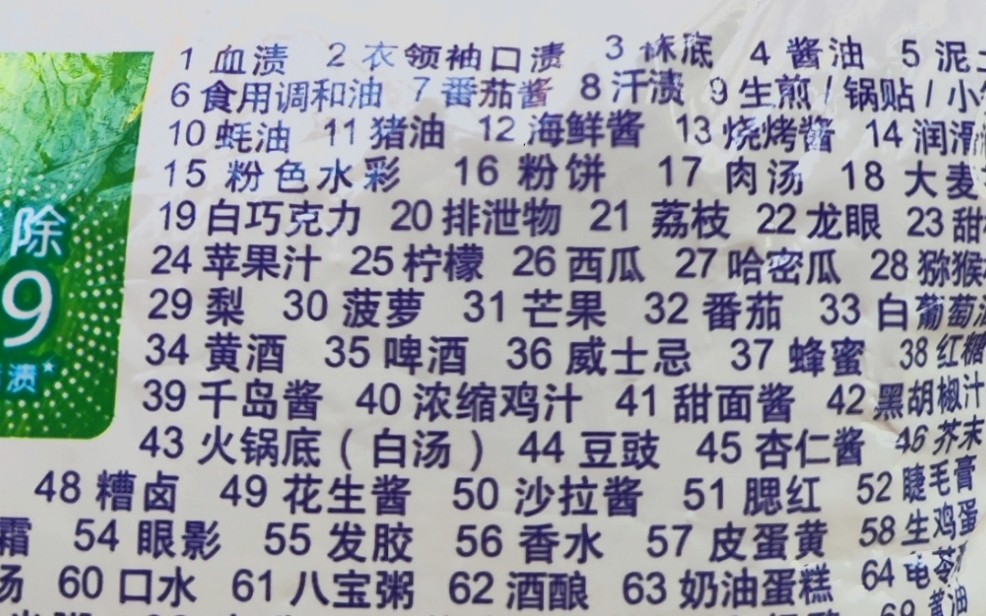 1 血渍 2 衣领袖口渍 3 袜底 4 酱油 5 泥
6 食用调和油 7 番茄酱 8 汗渍 9 生煎/锅贴/小
10 蚝油 11 猪油 12 海鲜酱 13 烧烤酱 14 润滑
15 粉色水彩 16 粉饼 17 肉汤 18 大麦
19 白巧克力 20 排泄物 21 荔枝 22 龙眼 23 甜
除
24 苹果汁 25 柠檬 26 西瓜 27 哈密瓜 28 猕猴
9
29 梨 30 菠萝 31 芒果 32 番茄 33 白葡萄
34 黄酒 35 啤酒 36 威士忌 37 蜂蜜 38 红糖
渍*
39 千岛酱 40 浓缩鸡汁 41 甜面酱 42 黑胡椒汁
43 火锅底(白汤) 44 豆豉 45 杏仁酱 46 芥末
48 糟卤 49 花生酱 50 沙拉酱 51 腮红 52 睫毛膏
霜 54 眼影 55 发胶 56 香水 57 皮蛋黄 58 生鸡蛋
汤 60 口水 61 八宝粥 62 酒酿 63 奶油蛋糕 64